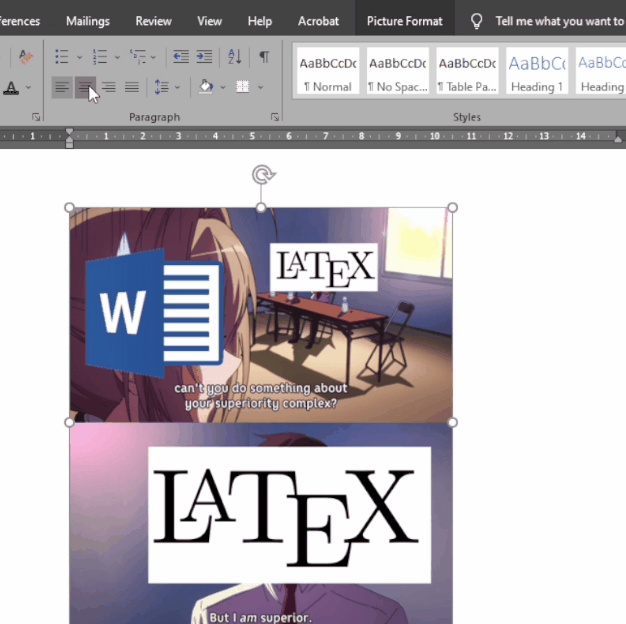 ferences Mailings Review View Help Acrobat Picture Format Tell me what you want to
Paragraph
AaBbCcDc AaBbCcDc AaBbCcDc AaBbCc AaBbCc
¶ Normal ¶ No Spac... ¶ Table Pa... Heading 1 Heading
Styles
1 1 2 3 4 5 6 7 8 9 10 11 12 13 14
W
LATEX
can't you do something about
your superiority complex?
LATEX
But I am superior.